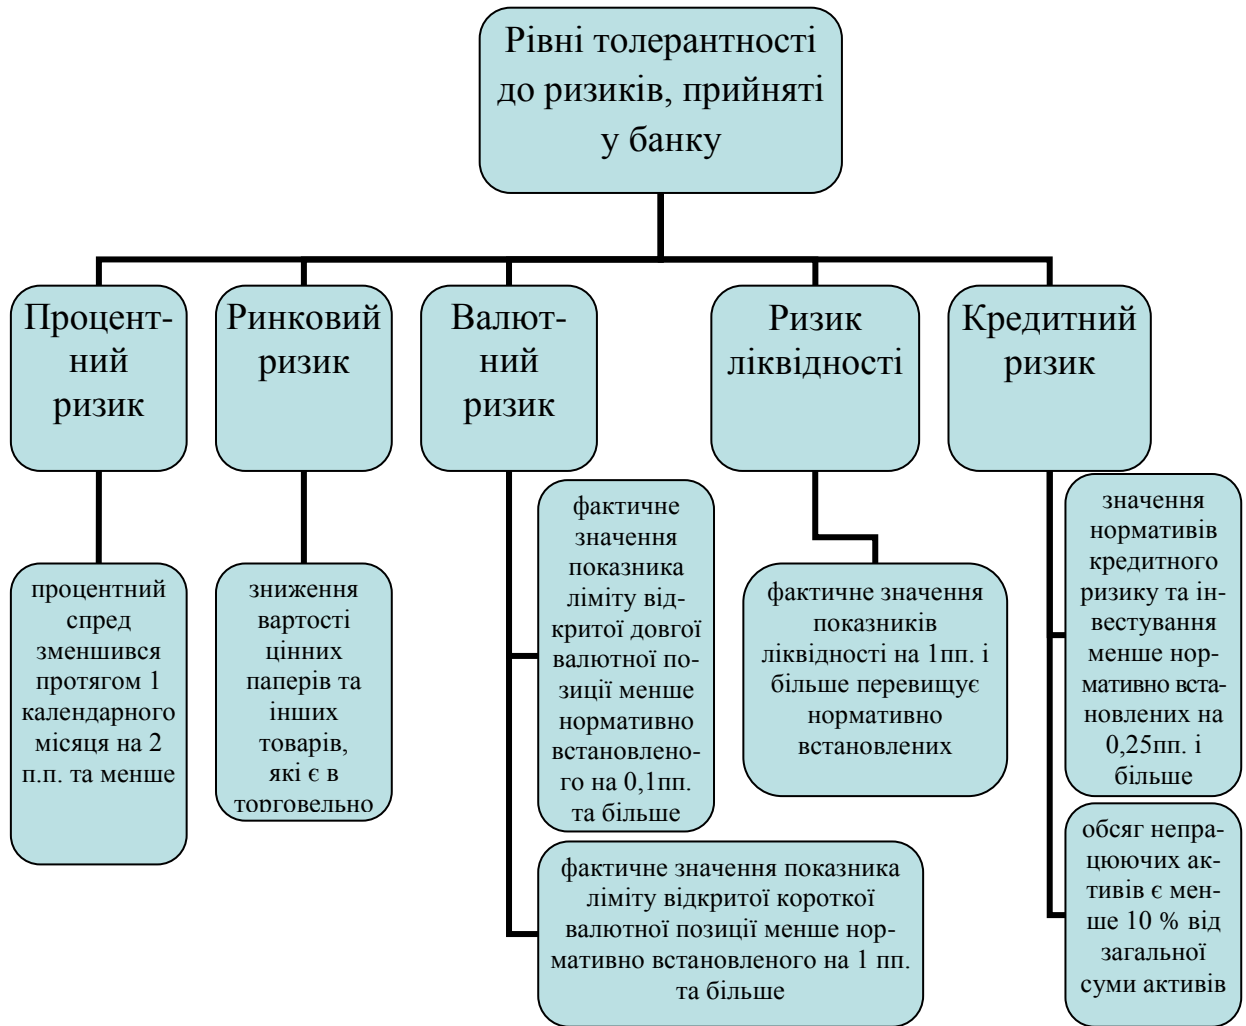 Рівні толерантності
до ризиків, прийняті
у банку
Процент-
ний
ризик
Ринковий
ризик
Валют-
ний
ризик
Ризик
ліквідності
Кредитний
ризик
процентний
спред
зменшився
протягом 1
календарного
місяця на 2
п.п. та менше
зниження
вартості
цінних
паперів та
інших
товарів,
які є в
торговельно
фактичне
значення
показника
ліміту від-
критої довгої
валютної по-
зиції менше
нормативно
встановлено-
го на 0,1пп.
та більше
фактичне значення показника
ліміту відкритої короткої
валютної позиції менше нор-
мативно встановленого на 1 пп.
та більше
фактичне значення
показників
ліквідності на 1пп. і
більше перевищує
нормативно
встановлених
значення
нормативів
кредитного
ризику та ін-
вестування
менше нор-
мативно вста-
новлених на
0,25пп. і
більше
обсяг непра-
цюючих ак-
тивів є мен-
ше 10 % від
загальної
суми активів